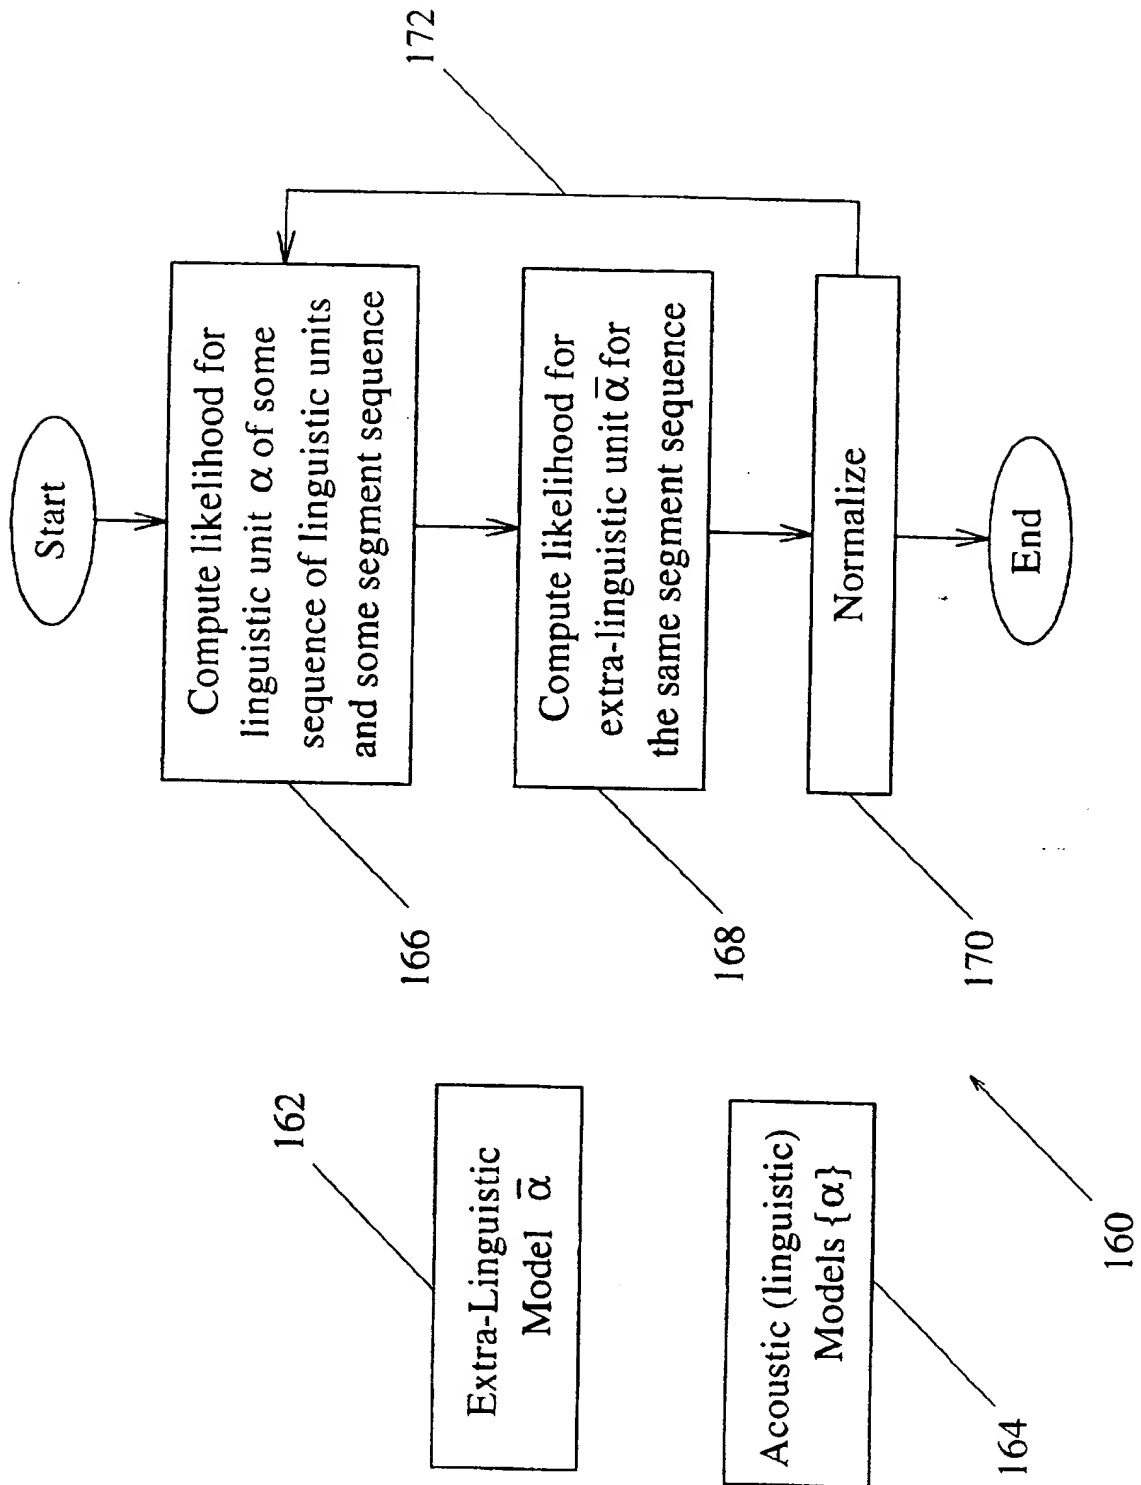 Start
Compute likelihood for
linguistic unit α of some
sequence of linguistic units
and some segment sequence
172
166
Compute likelihood for
extra-linguistic unit ᾱ for
the same segment sequence
168
Normalize
170
End
162
Extra-Linguistic
Model ᾱ
Acoustic (linguistic)
Models {α}
164
160